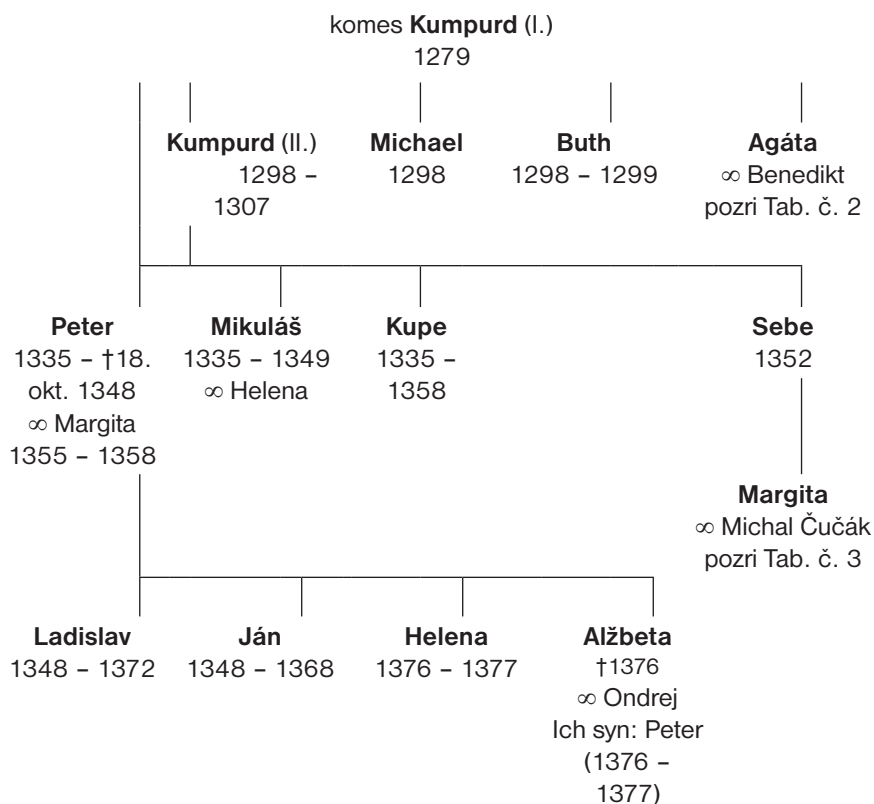 komes Kumpurd (I.)
1279
Kumpurd (II.)
1298 –
1307
Michael
1298
Buth
1298 – 1299
Agáta
∞ Benedikt
pozri Tab. č. 2
Peter
1335 – †18.
okt. 1348
∞ Margita
1355 – 1358
Mikuláš
1335 – 1349
∞ Helena
Kupe
1335 –
1358
Sebe
1352
Margita
∞ Michal Čučák
pozri Tab. č. 3
Ladislav
1348 – 1372
Ján
1348 – 1368
Helena
1376 – 1377
Alžbeta
†1376
∞ Ondrej
Ich syn: Peter
(1376 –
1377)